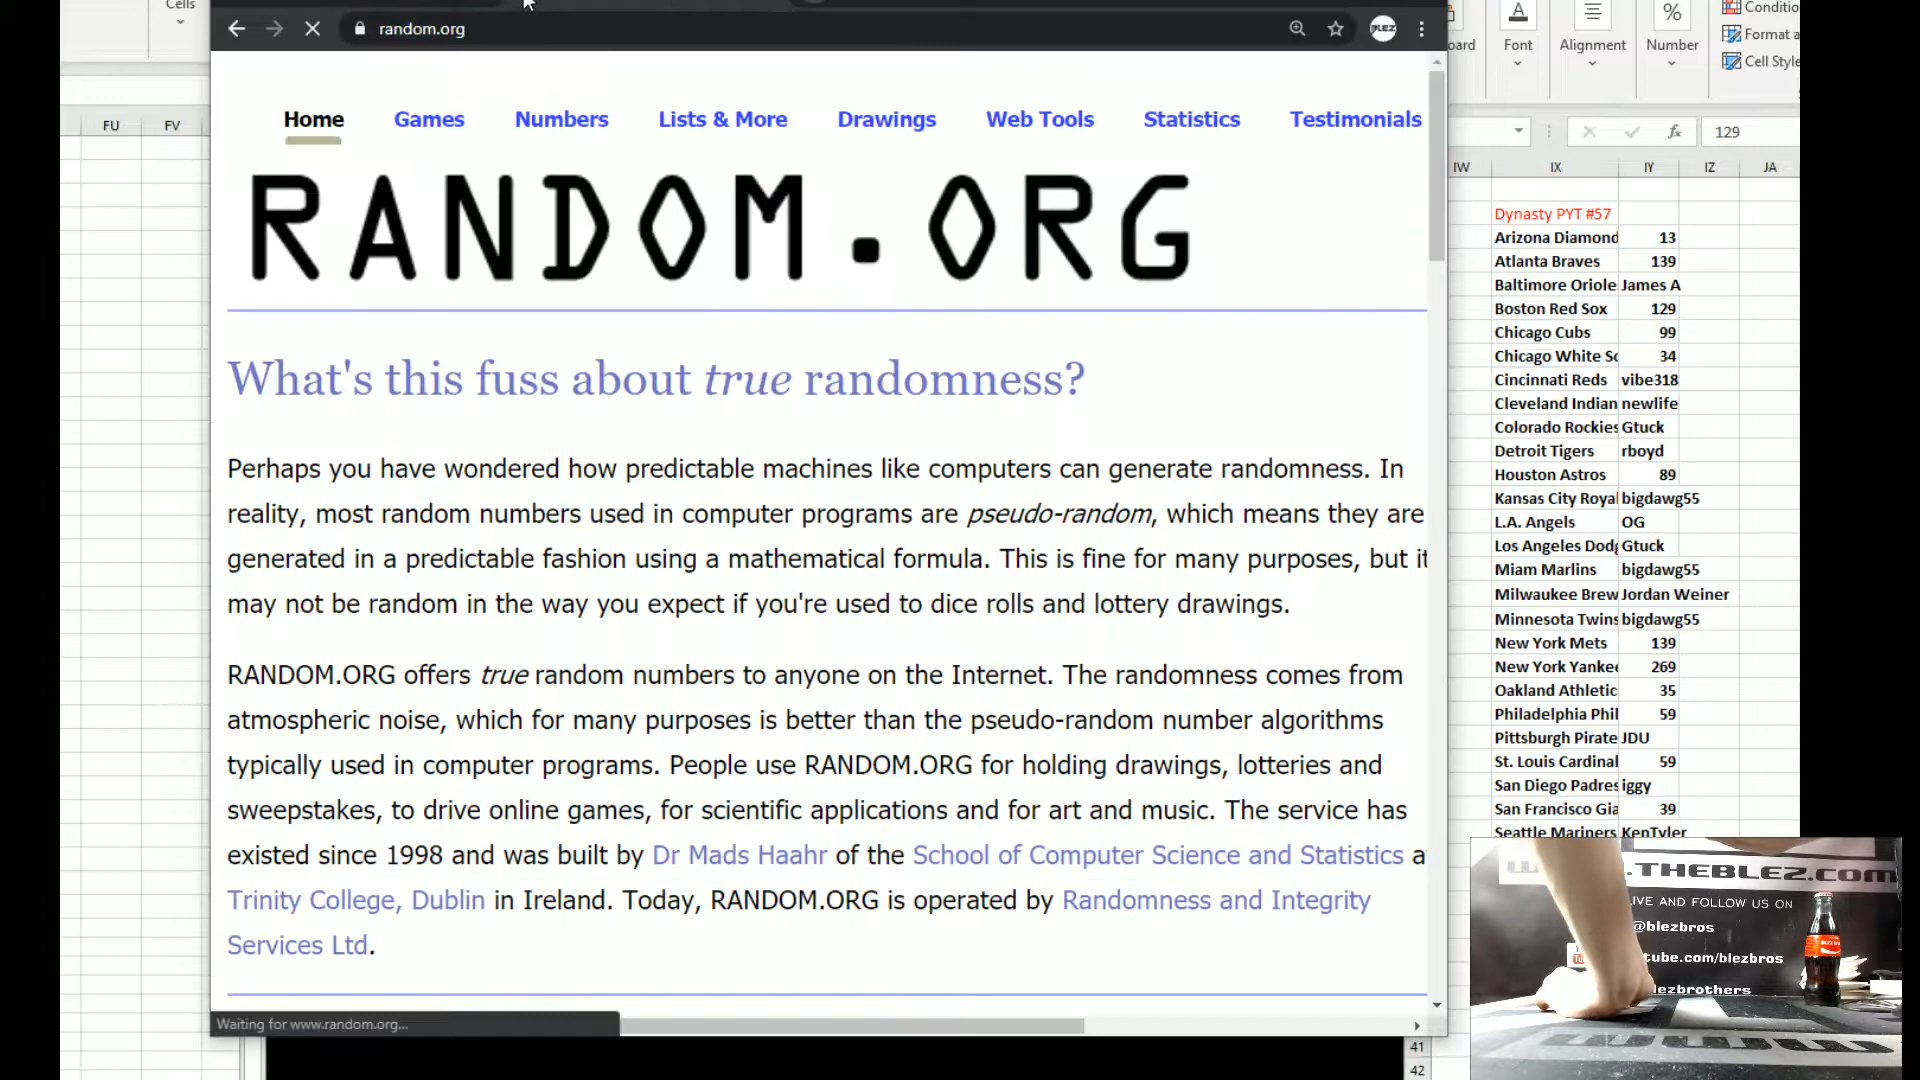 Cells
random.org
BLEZ
Font
Alignment
Number
%
Format a
Cell Style
FU FV
129
IW IX IY IZ JA
Home Games Numbers Lists & More Drawings Web Tools Statistics Testimonials
RANDOM.ORG
What's this fuss about true randomness?
Perhaps you have wondered how predictable machines like computers can generate randomness. In
reality, most random numbers used in computer programs are pseudo-random, which means they are
generated in a predictable fashion using a mathematical formula. This is fine for many purposes, but it
may not be random in the way you expect if you're used to dice rolls and lottery drawings.
RANDOM.ORG offers true random numbers to anyone on the Internet. The randomness comes from
atmospheric noise, which for many purposes is better than the pseudo-random number algorithms
typically used in computer programs. People use RANDOM.ORG for holding drawings, lotteries and
sweepstakes, to drive online games, for scientific applications and for art and music. The service has
existed since 1998 and was built by Dr Mads Haahr of the School of Computer Science and Statistics a
Trinity College, Dublin in Ireland. Today, RANDOM.ORG is operated by Randomness and Integrity
Services Ltd.
Waiting for www.random.org...
Dynasty PYT #57
Arizona Diamond 13
Atlanta Braves 139
Baltimore Oriole James A
Boston Red Sox 129
Chicago Cubs 99
Chicago White So 34
Cincinnati Reds vibe318
Cleveland Indian newlife
Colorado Rockies Gtuck
Detroit Tigers rboyd
Houston Astros 89
Kansas City Royal bigdawg55
L.A. Angels OG
Los Angeles Dodg Gtuck
Miam Marlins bigdawg55
Milwaukee Brew Jordan Weiner
Minnesota Twins bigdawg55
New York Mets 139
New York Yankee 269
Oakland Athletic 35
Philadelphia Phil 59
Pittsburgh Pirate JDU
St. Louis Cardinal 59
San Diego Padres iggy
San Francisco Gia 39
Seattle Mariners KenTyler
.THEBLEZ.com
IVE AND FOLLOW US ON
@blezbros
tube.com/blezbros
lezbrothers
41
42